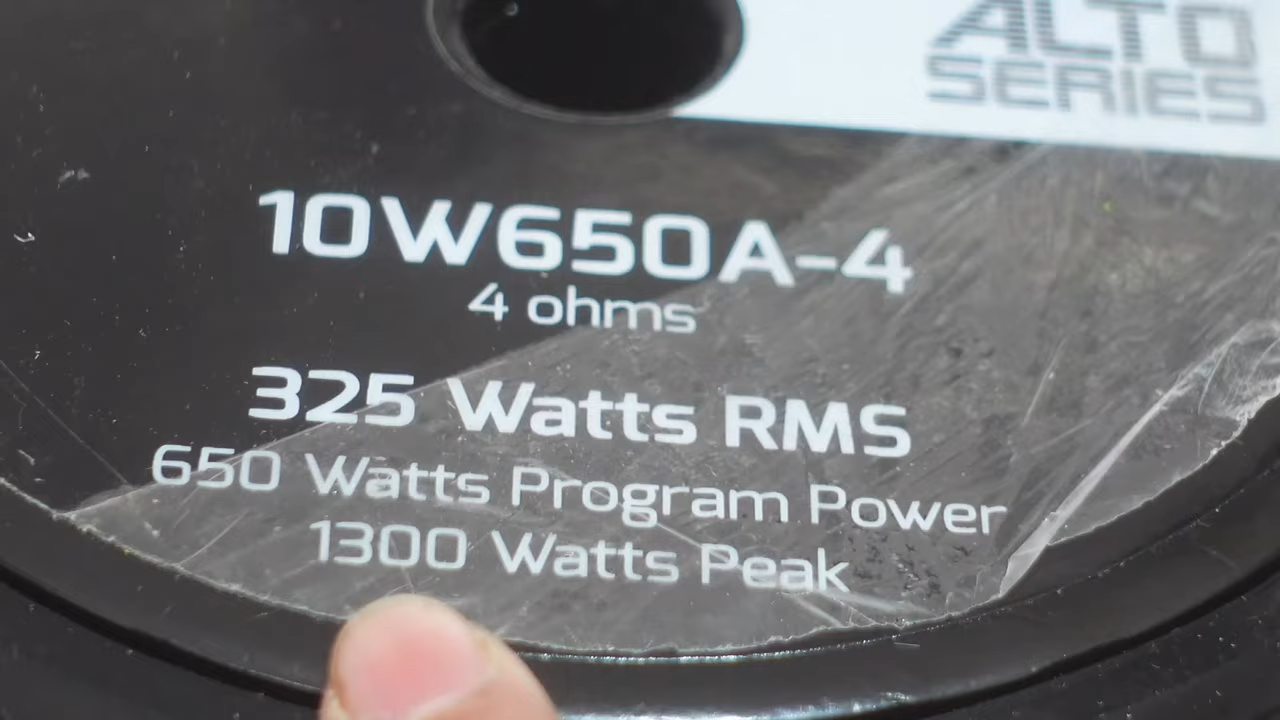 ALTO
SERIES
10W650A-4
4 ohms
325 Watts RMS
650 Watts Program Power
1300 Watts Peak